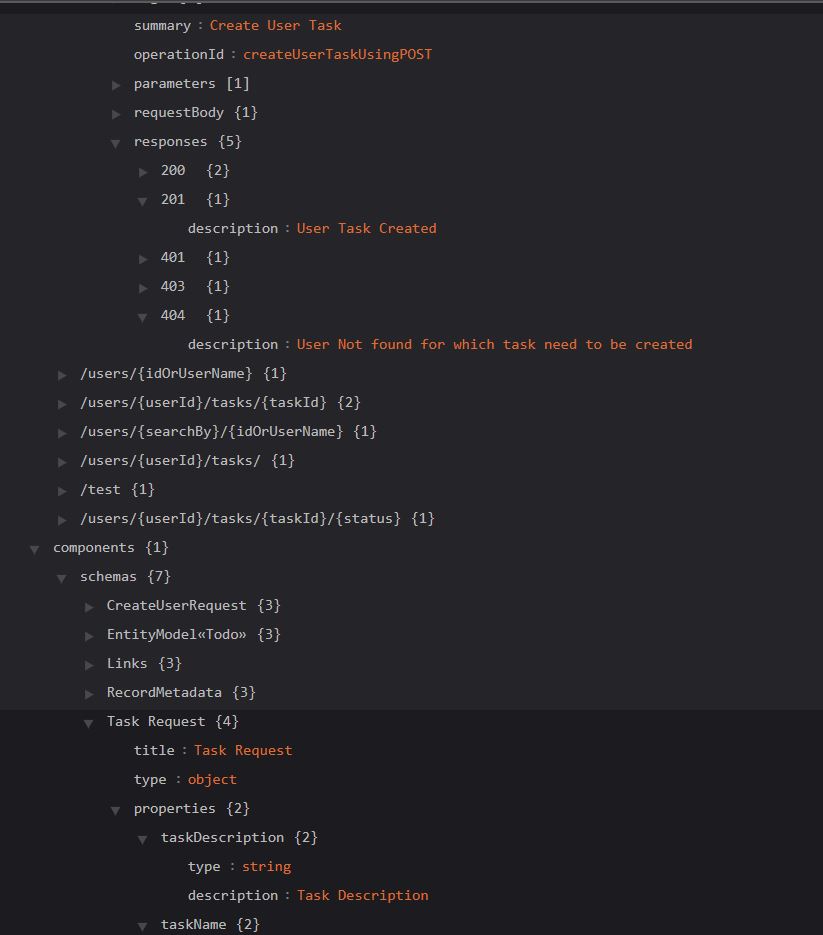 summary : Create User Task
operationId : createUserTaskUsingPOST
parameters [1]
requestBody {1}
responses {5}
200 {2}
201 {1}
description : User Task Created
401 {1}
403 {1}
404 {1}
description : User Not found for which task need to be created
/users/{idOrUserName} {1}
/users/{userId}/tasks/{taskId} {2}
/users/{searchBy}/{idOrUserName} {1}
/users/{userId}/tasks/ {1}
/test {1}
/users/{userId}/tasks/{taskId}/{status} {1}
components {1}
schemas {7}
CreateUserRequest {3}
EntityModel«Todo» {3}
Links {3}
RecordMetadata {3}
Task Request {4}
title : Task Request
type : object
properties {2}
taskDescription {2}
type : string
description : Task Description
taskName {2}